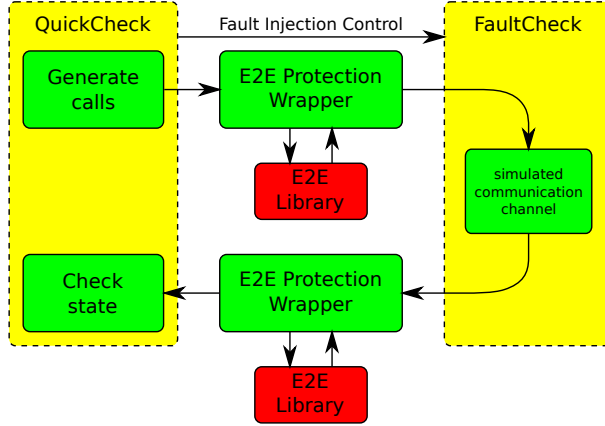 QuickCheck
Fault Injection Control
FaultCheck
Generate
calls
E2E Protection
Wrapper
E2E
Library
simulated
communication
channel
Check
state
E2E Protection
Wrapper
E2E
Library